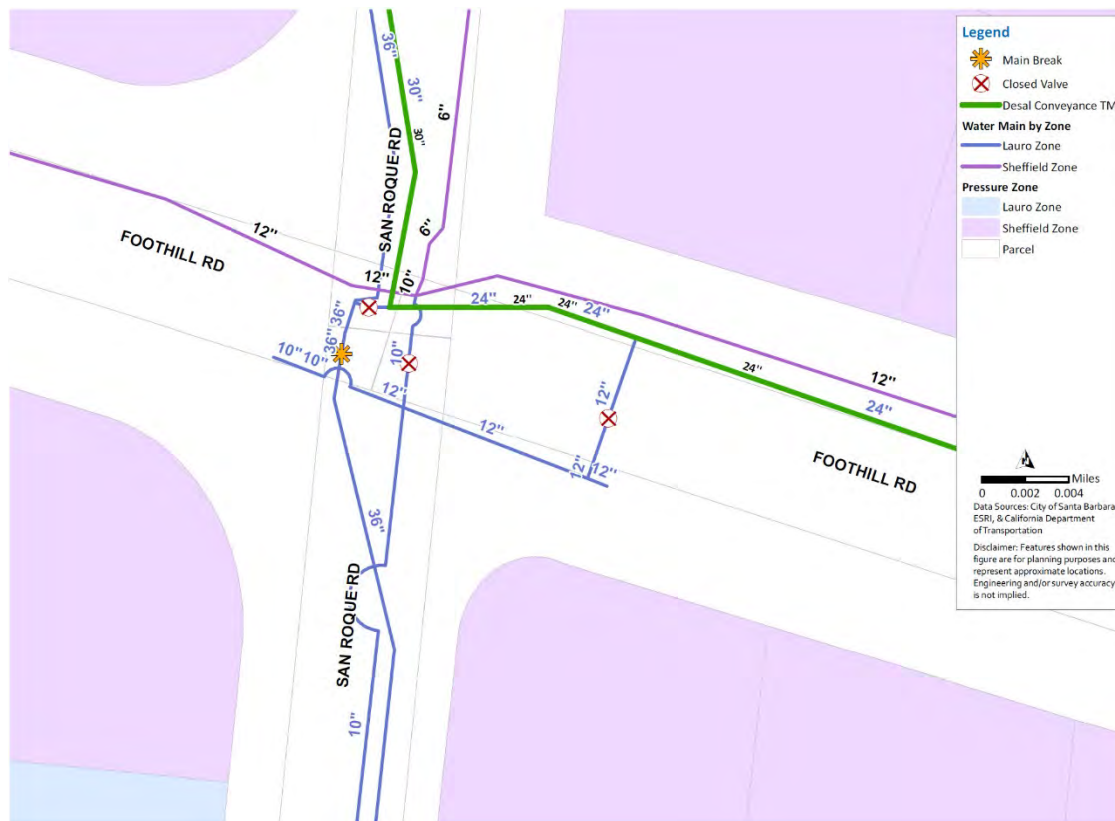 36"
30"
30"
6"
SAN ROQUE RD
12"
FOOTHILL RD
6"
12"
10"
24"
24"
24"
24"
36"
36"
10"
10"
10"
12"
12"
24"
12"
24"
12"
12"
12"
FOOTHILL RD
36"
SAN ROQUE RD
10"
Legend
Main Break
Closed Valve
Desal Conveyance TM
Water Main by Zone
Lauro Zone
Sheffield Zone
Pressure Zone
Lauro Zone
Sheffield Zone
Parcel
N
Miles
0 0.002 0.004
Data Sources: City of Santa Barbara,
ESRI, & California Department
of Transportation
Disclaimer: Features shown in this
figure are for planning purposes and
represent approximate locations.
Engineering and/or survey accuracy
is not implied.